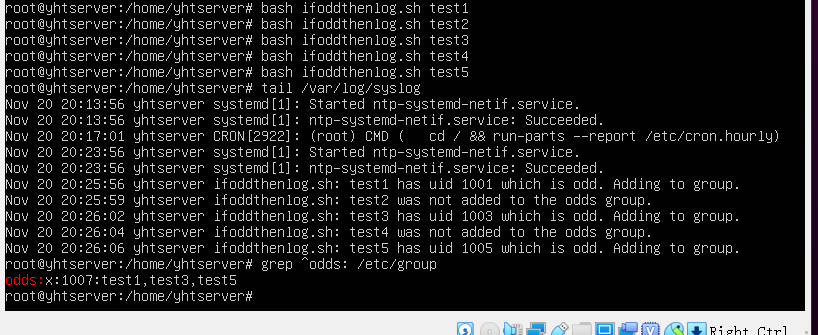 root@yhtserver:/home/yhtserver# bash ifoddthenlog.sh test1
root@yhtserver:/home/yhtserver# bash ifoddthenlog.sh test2
root@yhtserver:/home/yhtserver# bash ifoddthenlog.sh test3
root@yhtserver:/home/yhtserver# bash ifoddthenlog.sh test4
root@yhtserver:/home/yhtserver# bash ifoddthenlog.sh test5
root@yhtserver:/home/yhtserver# tail /var/log/syslog
Nov 20 20:13:56 yhtserver systemd[1]: Started ntp-systemd-netif.service.
Nov 20 20:13:56 yhtserver systemd[1]: ntp-systemd-netif.service: Succeeded.
Nov 20 20:17:01 yhtserver CRON[2922]: (root) CMD (   cd / && run-parts --report /etc/cron.hourly)
Nov 20 20:23:56 yhtserver systemd[1]: Started ntp-systemd-netif.service.
Nov 20 20:23:56 yhtserver systemd[1]: ntp-systemd-netif.service: Succeeded.
Nov 20 20:25:56 yhtserver ifoddthenlog.sh: test1 has uid 1001 which is odd. Adding to group.
Nov 20 20:25:59 yhtserver ifoddthenlog.sh: test2 was not added to the odds group.
Nov 20 20:26:02 yhtserver ifoddthenlog.sh: test3 has uid 1003 which is odd. Adding to group.
Nov 20 20:26:04 yhtserver ifoddthenlog.sh: test4 was not added to the odds group.
Nov 20 20:26:06 yhtserver ifoddthenlog.sh: test5 has uid 1005 which is odd. Adding to group.
root@yhtserver:/home/yhtserver# grep ^odds: /etc/group
odds:x:1007:test1,test3,test5
root@yhtserver:/home/yhtserver#
Right Ctrl